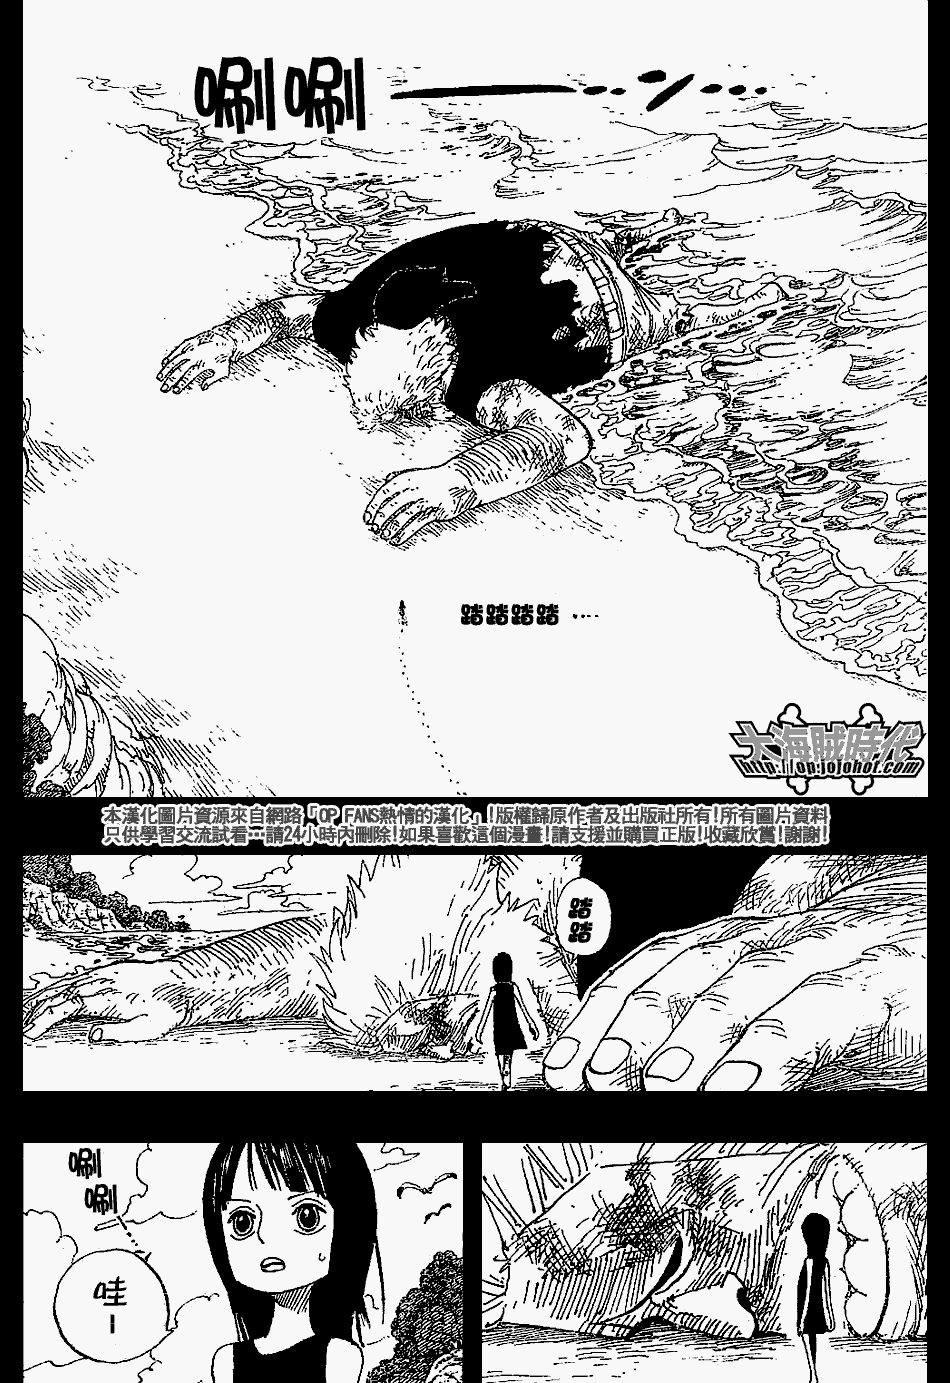 唰唰
踏踏踏踏……
大海賊時代
http://op.jojohot.com
本漢化圖片資源來自網路「OP FANS熱情的漢化」!版權歸原作者及出版社所有!所有圖片資料
只供學習交流試看…請24小時內刪除!如果喜歡這個漫畫!請支援並購買正版!收藏欣賞!謝謝!
踏
踏
唰
唰……
哇—